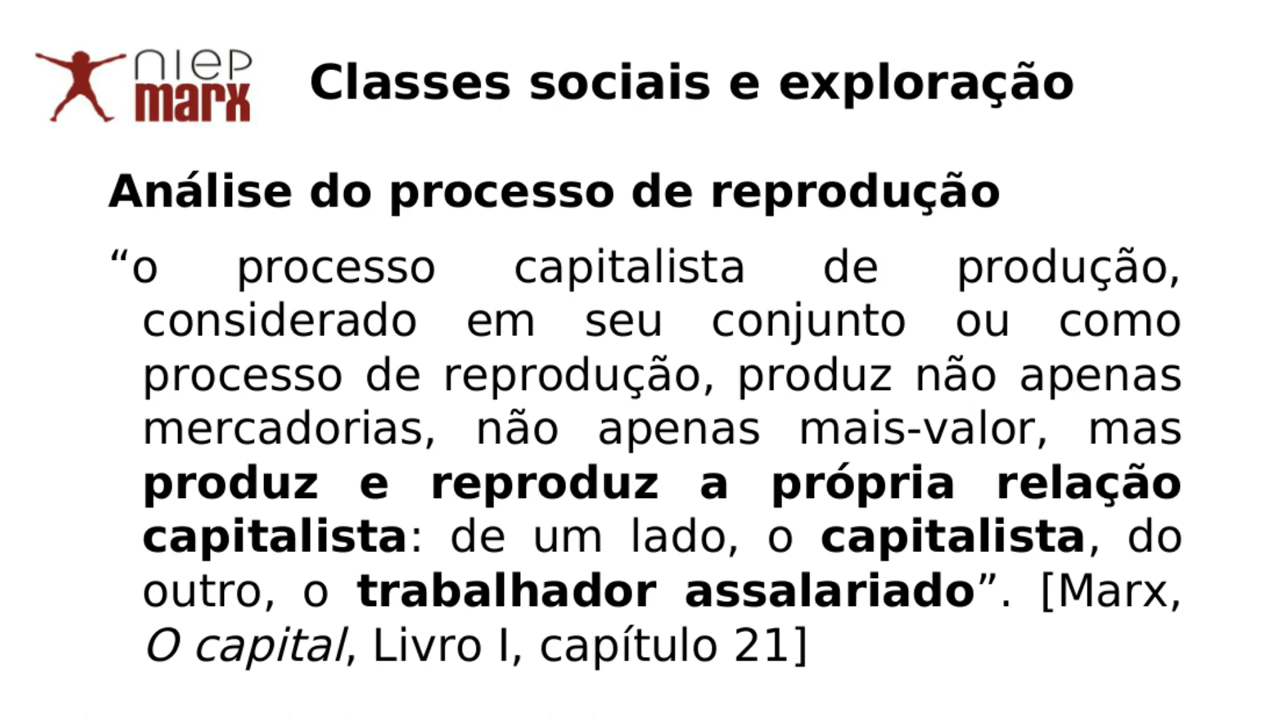 NIEP
marx
Classes sociais e exploração
Análise do processo de reprodução
“o processo capitalista de produção,
considerado em seu conjunto ou como
processo de reprodução, produz não apenas
mercadorias, não apenas mais-valor, mas
produz e reproduz a própria relação
capitalista: de um lado, o capitalista, do
outro, o trabalhador assalariado”. [Marx,
O capital, Livro I, capítulo 21]